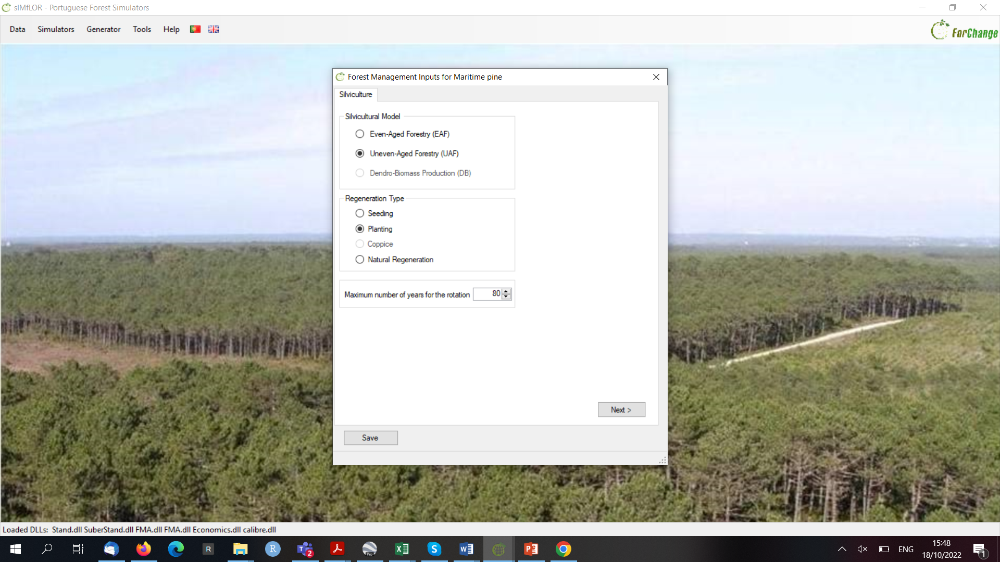 sIMfLOR - Portuguese Forest Simulators
Data Simulators Generator Tools Help
ForChange
Forest Management Inputs for Maritime pine
Silviculture
Silvicultural Model
Even-Aged Forestry (EAF)
Uneven-Aged Forestry (UAF)
Dendro-Biomass Production (DB)
Regeneration Type
Seeding
Planting
Coppice
Natural Regeneration
Maximum number of years for the rotation 80
Next >
Save
Loaded DLLs: Stand.dll SuberStand.dll FMA.dll FMA.dll Economics.dll calibre.dll
R
R
T
2
Pro
X
S
W
P
ENG
15:48
18/10/2022
1